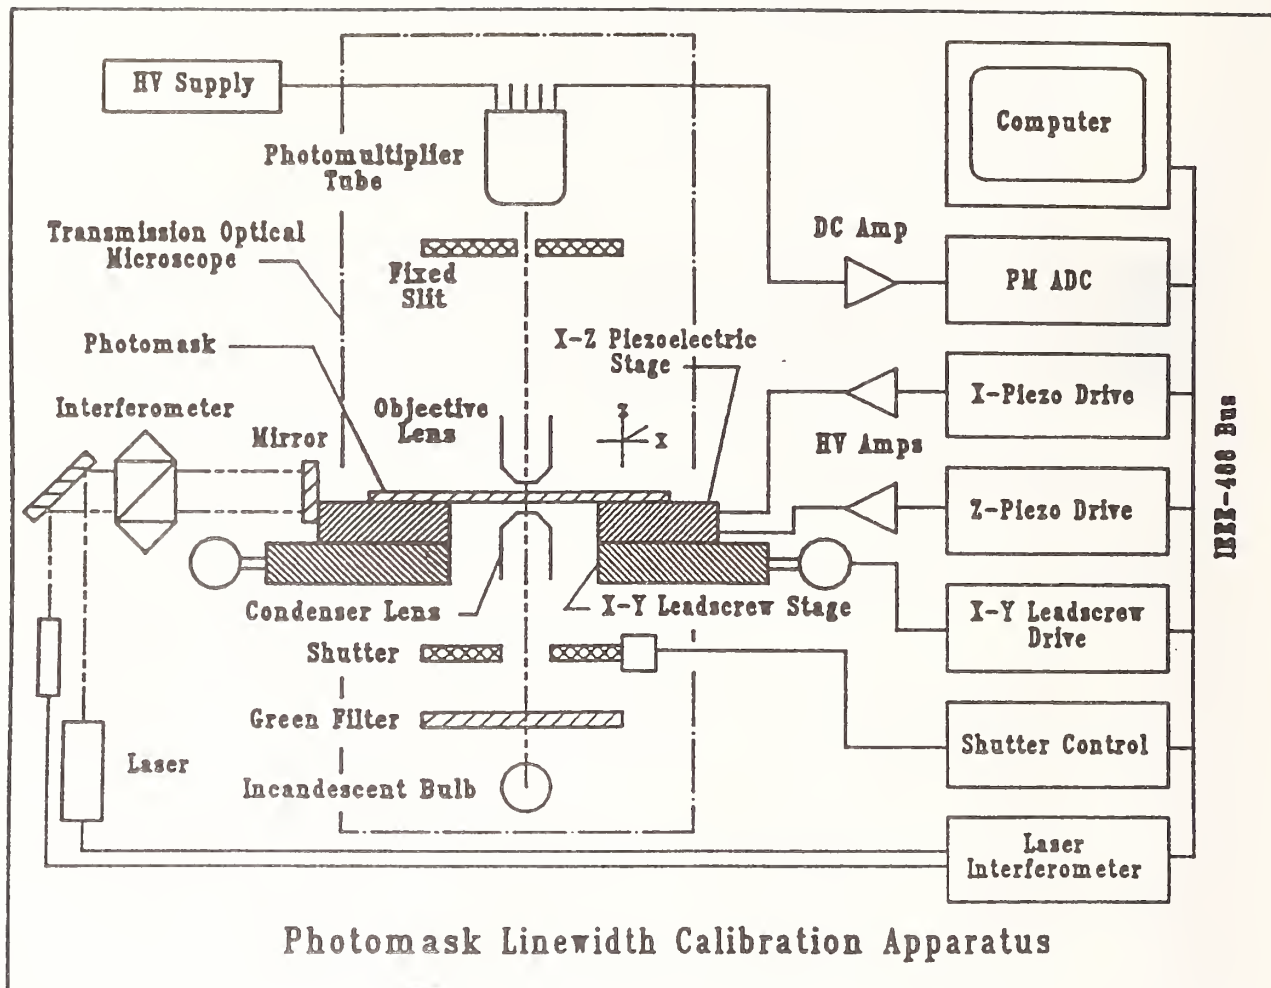 HV Supply
Computer
Photomultiplier
Tube
Transmission Optical
Microscope
Fixed
Slit
DC Amp
PM ADC
Photomask
X-Z Piezoelectric
Stage
Interferometer
Objective
Lens
Mirror
Z
X
X-Piezo Drive
HV Amps
IEEE-488 Bus
Z-Piezo Drive
Condenser Lens
X-Y Leadscrew Stage
X-Y Leadscrew
Drive
Shutter
Green Filter
Shutter Control
Laser
Incandescent Bulb
Laser
Interferometer
Photomask Linewidth Calibration Apparatus